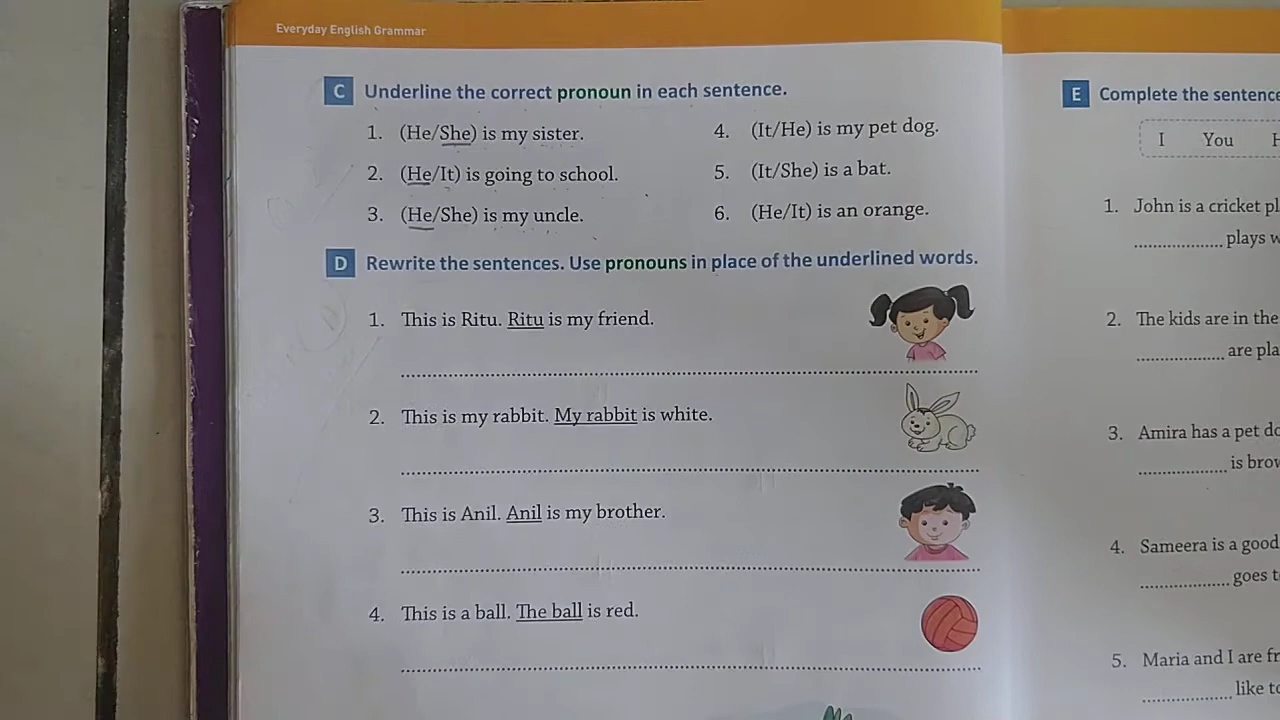 Everyday English Grammar
C Underline the correct pronoun in each sentence.
1. (He/She) is my sister.
2. (He/It) is going to school.
3. (He/She) is my uncle.
4. (It/He) is my pet dog.
5. (It/She) is a bat.
6. (He/It) is an orange.
D Rewrite the sentences. Use pronouns in place of the underlined words.
1. This is Ritu. Ritu is my friend.
2. This is my rabbit. My rabbit is white.
3. This is Anil. Anil is my brother.
4. This is a ball. The ball is red.
E Complete the sentence
I You
1. John is a cricket
plays
2. The kids are in the
are
3. Amira has a pet
is
4. Sameera is a good
goes
5. Maria and I are
like